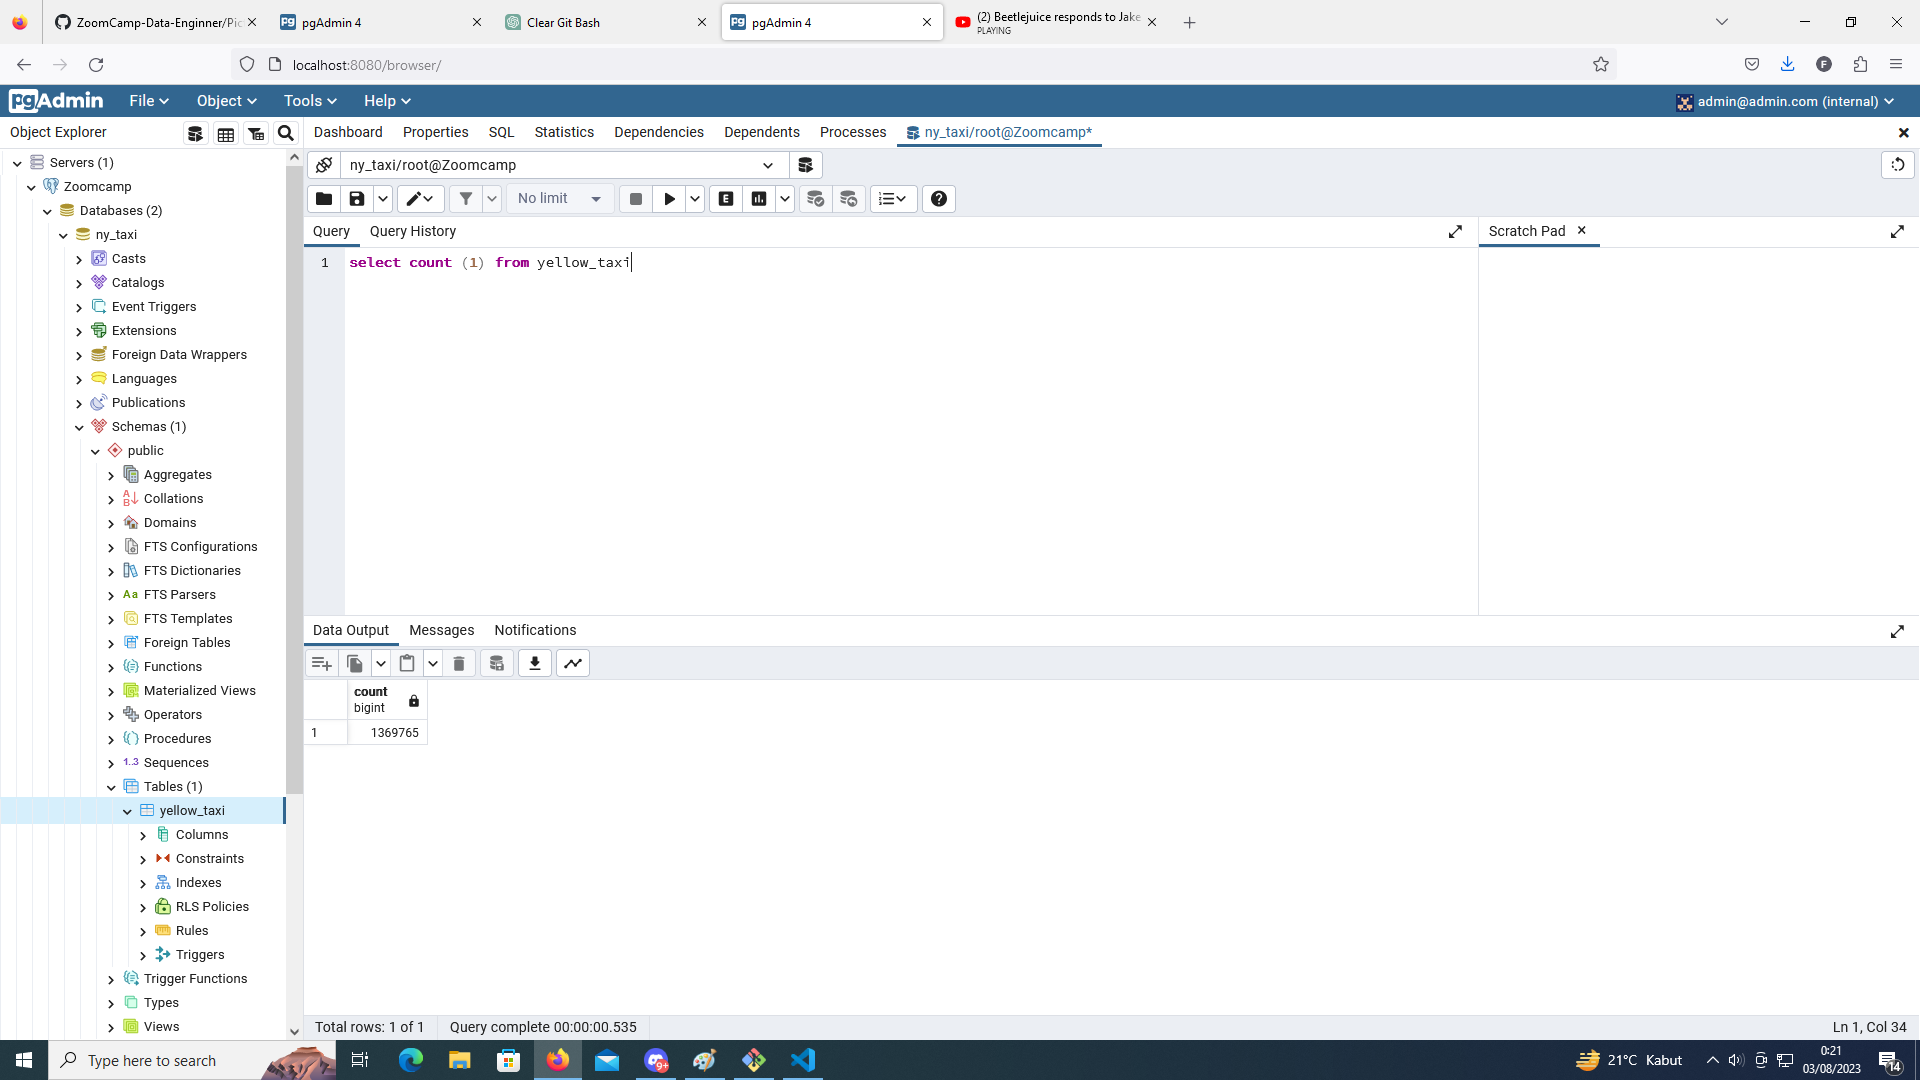 ZoomCamp-Data-Enginner/Pic
pgAdmin 4
Clear Git Bash
pgAdmin 4
(2) Beetlejuice responds to Jake
PLAYING
localhost:8080/browser/
F
pgAdmin
File
Object
Tools
Help
admin@admin.com (internal)
Object Explorer
Dashboard
Properties
SQL
Statistics
Dependencies
Dependents
Processes
ny_taxi/root@Zoomcamp*
Servers (1)
Zoomcamp
Databases (2)
ny_taxi
Casts
Catalogs
Event Triggers
Extensions
Foreign Data Wrappers
Languages
Publications
Schemas (1)
public
Aggregates
Collations
Domains
FTS Configurations
FTS Dictionaries
Aa FTS Parsers
FTS Templates
Foreign Tables
Functions
Materialized Views
Operators
Procedures
1..3 Sequences
Tables (1)
yellow_taxi
Columns
Constraints
Indexes
RLS Policies
Rules
Triggers
Trigger Functions
Types
Views
ny_taxi/root@Zoomcamp
No limit
E
Query
Query History
Scratch Pad
1 select count (1) from yellow_taxi
Data Output
Messages
Notifications
count
bigint
1 1369765
Total rows: 1 of 1
Query complete 00:00:00.535
Ln 1, Col 34
Type here to search
9+
21°C Kabut
0:21
03/08/2023
14